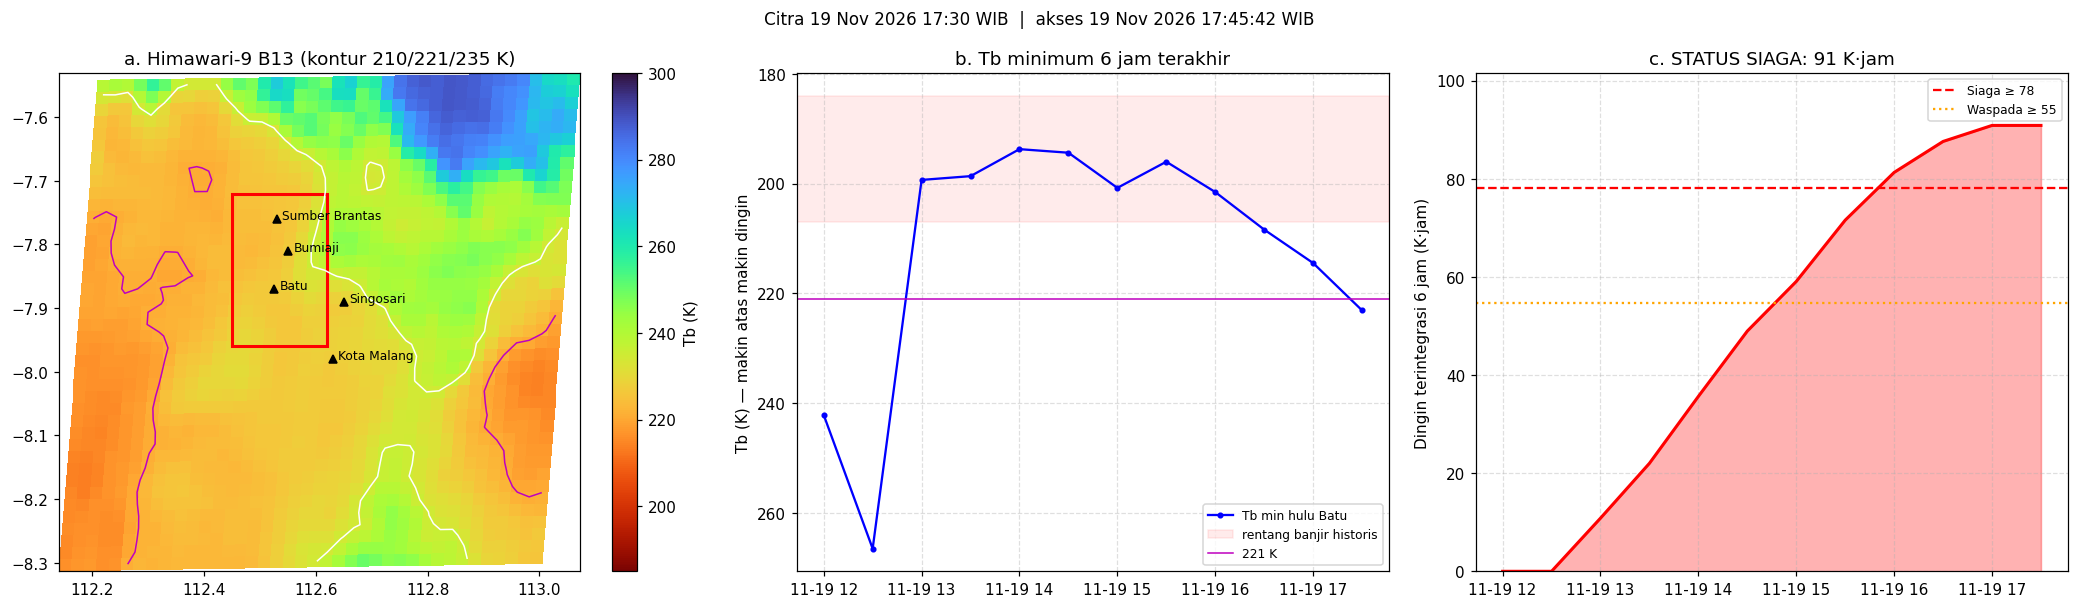 Citra 19 Nov 2026 17:30 WIB  |  akses 19 Nov 2026 17:45:42 WIB
a. Himawari-9 B13 (kontur 210/221/235 K)
−7.6
−7.7
−7.8
−7.9
−8.0
−8.1
−8.2
−8.3
112.2
112.4
112.6
112.8
113.0
Sumber Brantas
Bumiaji
Batu
Singosari
Kota Malang
300
280
260
240
220
200
Tb (K)
b. Tb minimum 6 jam terakhir
Tb (K) — makin atas makin dingin
180
200
220
240
260
11-19 12
11-19 13
11-19 14
11-19 15
11-19 16
11-19 17
Tb min hulu Batu
rentang banjir historis
221 K
c. STATUS SIAGA: 91 K·jam
Dingin terintegrasi 6 jam (K·jam)
100
80
60
40
20
0
11-19 12
11-19 13
11-19 14
11-19 15
11-19 16
11-19 17
Siaga ≥ 78
Waspada ≥ 55